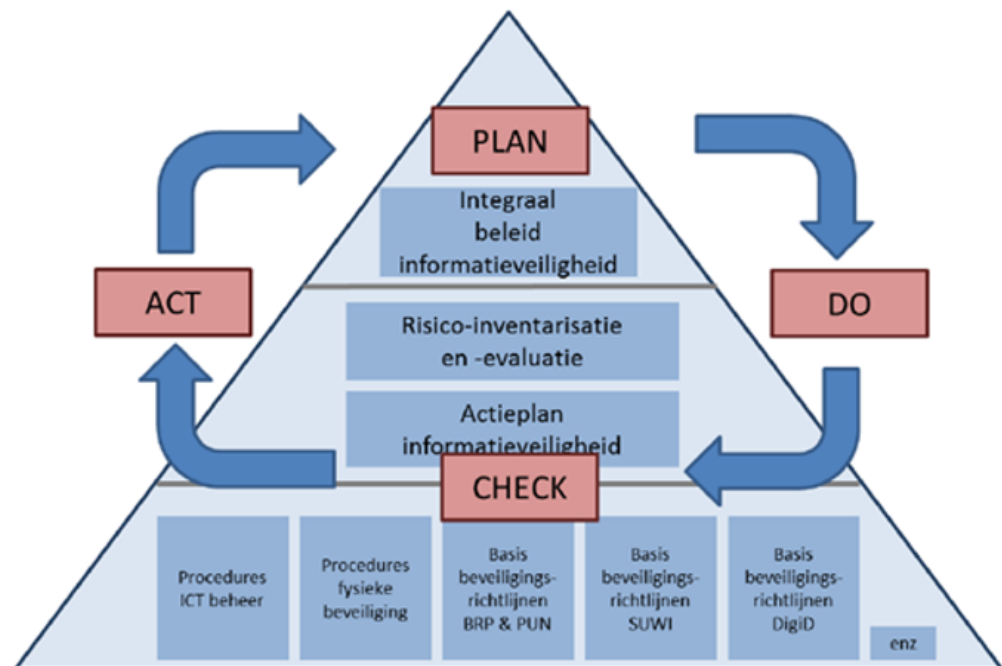 PLAN
Integraal
beleid
informatieveiligheid
ACT
DO
Risico-inventarisatie
en -evaluatie
Actieplan
informatieveiligheid
CHECK
Procedures
ICT beheer
Procedures
fysieke
beveiliging
Basis
beveiligings-
richtlijnen
BRP & PUN
Basis
beveiligings-
richtlijnen
SUWI
Basis
beveiligings-
richtlijnen
DigiD
enz